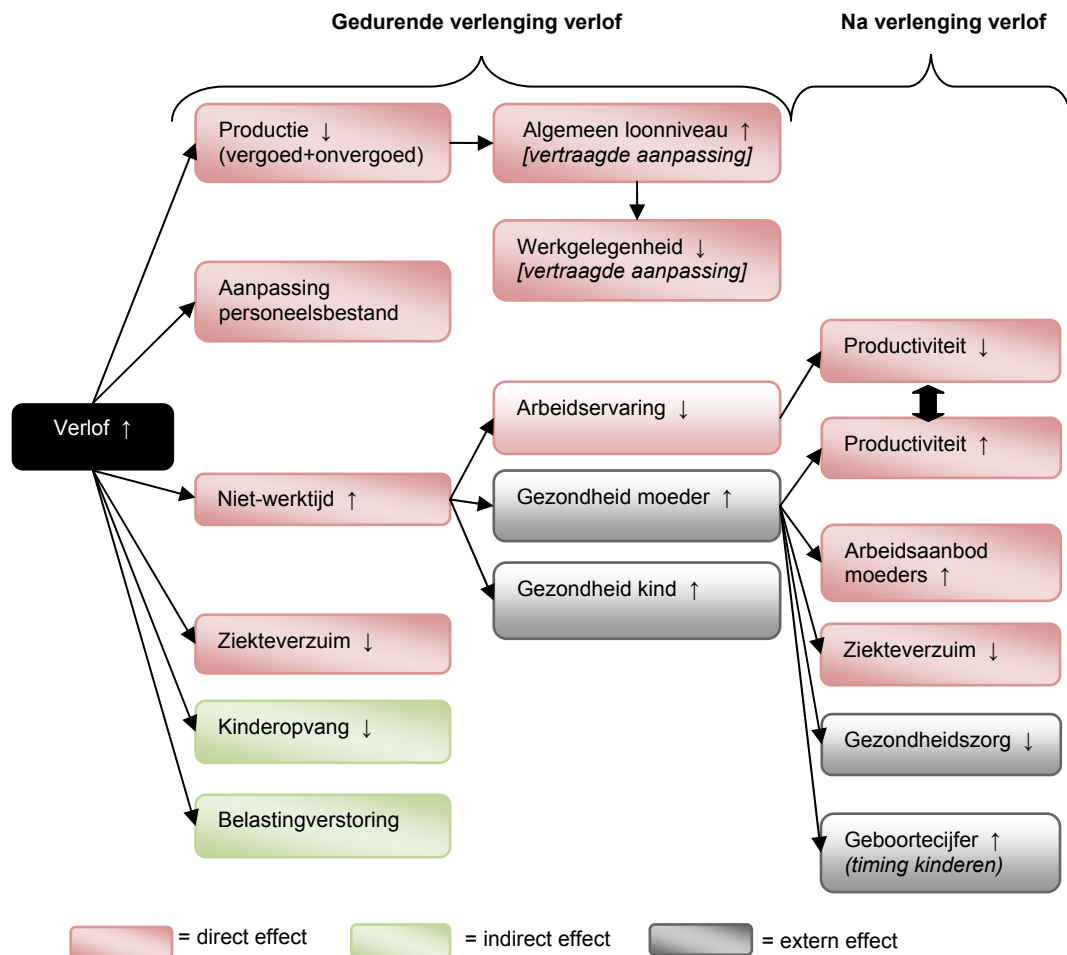 Gedurende verlenging verlof
Na verlenging verlof
Productie ↓
(vergoed+onvergoed)
Algemeen loonniveau ↑
[vertraagde aanpassing]
Werkgelegenheid ↓
[vertraagde aanpassing]
Aanpassing
personeelsbestand
Productiviteit ↓
Arbeidservaring ↓
Verlof ↑
Productiviteit ↑
Niet-werktijd ↑
Gezondheid moeder ↑
Arbeidsaanbod
moeders ↑
Gezondheid kind ↑
Ziekteverzuim ↓
Ziekteverzuim ↓
Kinderopvang ↓
Gezondheidszorg ↓
Belastingverstoring
Geboortecijfer ↑
(timing kinderen)
= direct effect
= indirect effect
= extern effect